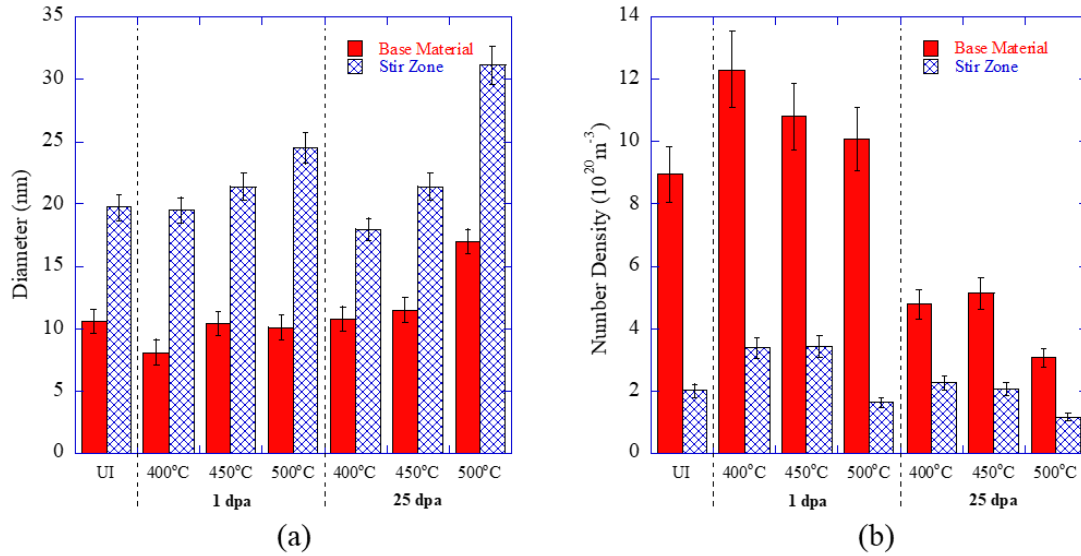 35
30
25
20
15
10
5
0
Diameter (nm)
Base Material
Stir Zone
UI 400°C 450°C 500°C 400°C 450°C 500°C
1 dpa 25 dpa
(a)
14
12
10
8
6
4
2
0
Number Density (10²⁰ m⁻³)
Base Material
Stir Zone
UI 400°C 450°C 500°C 400°C 450°C 500°C
1 dpa 25 dpa
(b)